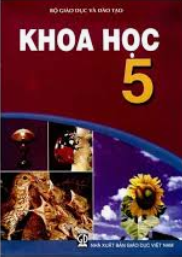 BỘ GIÁO DỤC VÀ ĐÀO TẠO
KHOA HỌC
5
NHÀ XUẤT BẢN GIÁO DỤC VIỆT NAM